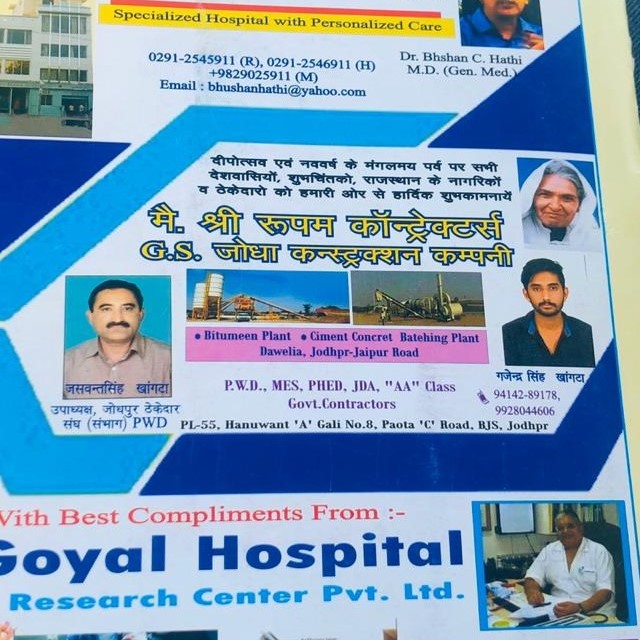 Specialized Hospital with Personalized Care
0291-2545911 (R), 0291-2546911 (H)
+9829025911 (M)
Email : bhushanhathi@yahoo.com
Dr. Bhshan C. Hathi
M.D. (Gen. Med.)
दीपोत्सव एवं नववर्ष के मंगलमय पर्व पर सभी
देशवासियों, शुभचिंतको, राजस्थान के नागरिकों
व ठेकेदारो को हमारी ओर से हार्दिक शुभकामनायें
मै. श्री रूपम कॉन्ट्रेक्टर्स
G.S. जोधा कन्स्ट्रक्शन कम्पनी
• Bitumeen Plant • Ciment Concret Batehing Plant
Dawelia, Jodhpr-Jaipur Road
जसवन्तसिंह खांगटा
उपाध्यक्ष, जोधपुर ठेकेदार
संघ (संभाग) PWD
P.W.D., MES, PHED, JDA, "AA" Class
Govt.Contractors
गजेन्द्र सिंह खांगटा
94142-89178,
9928044606
PL-55, Hanuwant 'A' Gali No.8, Paota 'C' Road, BJS, Jodhpr
With Best Compliments From :-
Goyal Hospital
Research Center Pvt. Ltd.